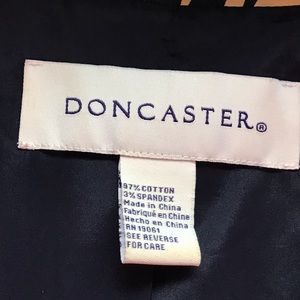 DONCASTER®
97% COTTON
3% SPANDEX
Made in China
Fabriqué en Chine
Hecho en China
RN 19061
SEE REVERSE
FOR CARE